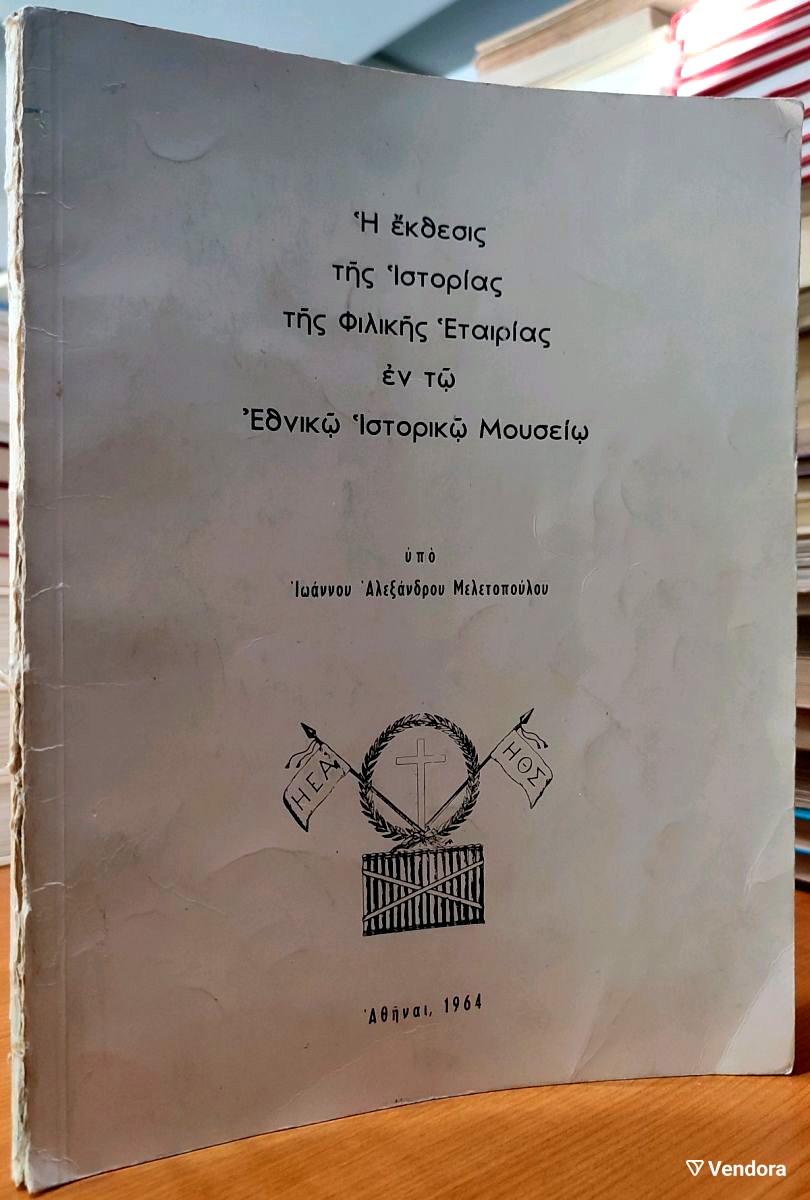 Ἡ ἔκθεσις
τῆς Ἱστορίας
τῆς Φιλικῆς Ἑταιρίας
ἐν τῷ
Ἐθνικῷ Ἱστορικῷ Μουσείῳ
ὑπὸ
Ἰωάννου Ἀλεξάνδρου Μελετοπούλου
ΗΕΑ
ΗΘΣ
Ἀθῆναι, 1964
Vendora